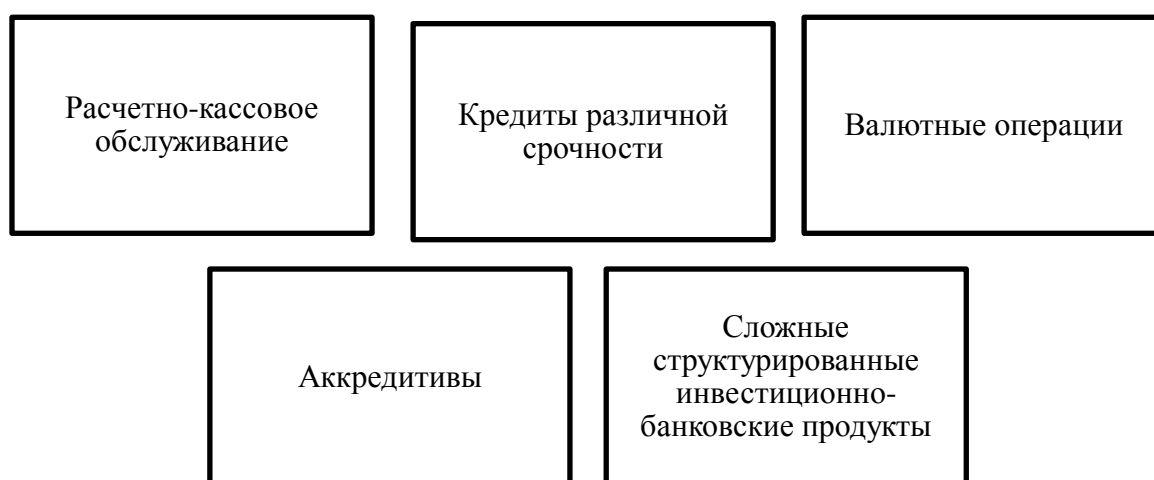 Расчетно-кассовое
обслуживание
Кредиты различной
срочности
Валютные операции
Аккредитивы
Сложные
структурированные
инвестиционно-
банковские продукты